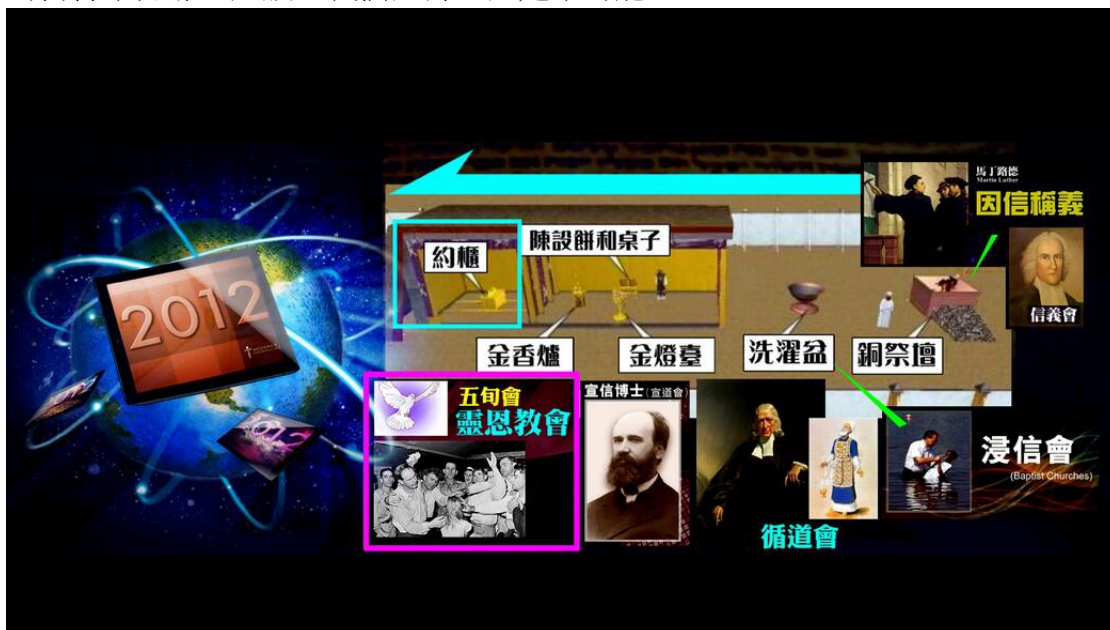 馬丁路德
Martin Luther
因信稱義
信義會
約櫃
陳設餅和桌子
金香爐
金燈臺
洗濯盆
銅祭壇
2012
2012
五旬會
靈恩教會
宣信博士(宣道會)
循道會
浸信會
(Baptist Churches)